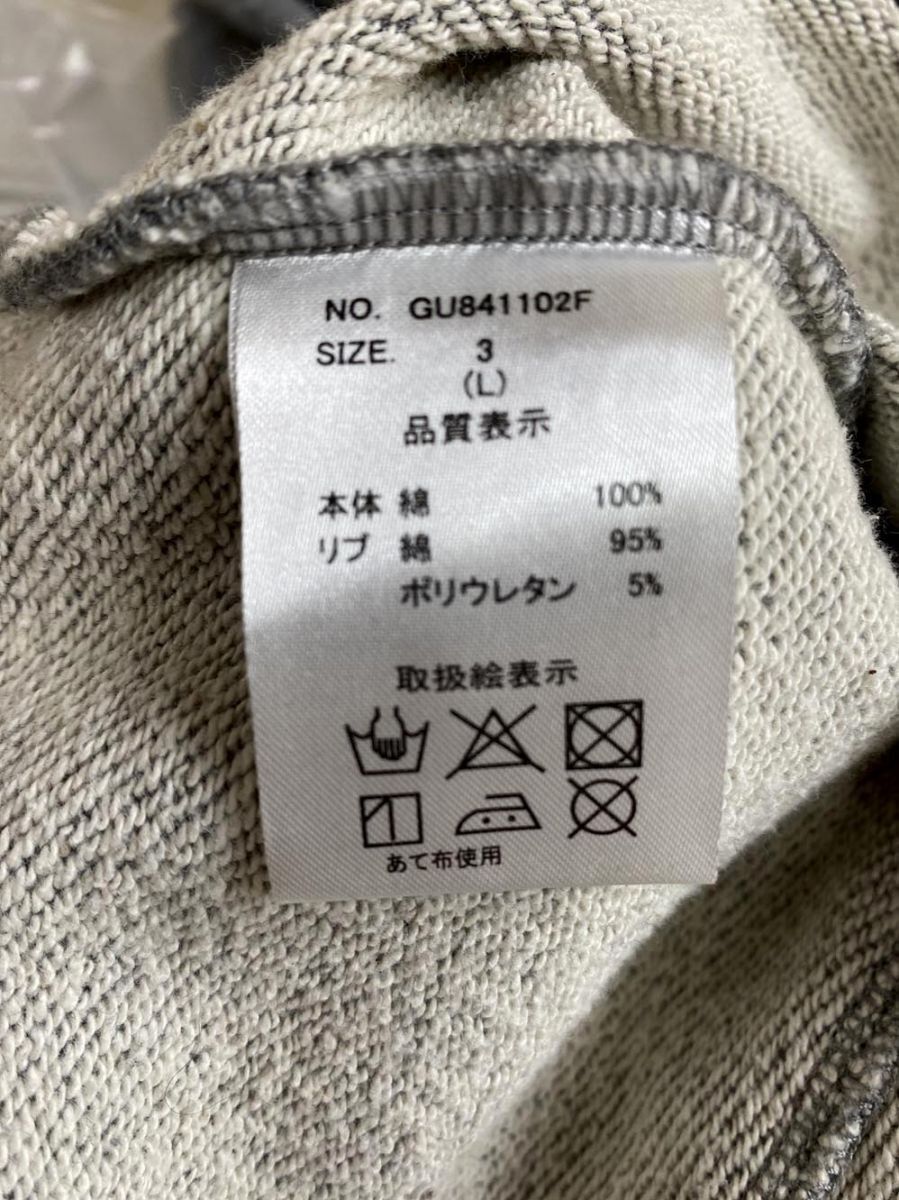 NO. GU841102F
SIZE. 3
(L)
品質表示
本体 綿 100%
リブ 綿 95%
ポリウレタン 5%
取扱絵表示
あて布使用